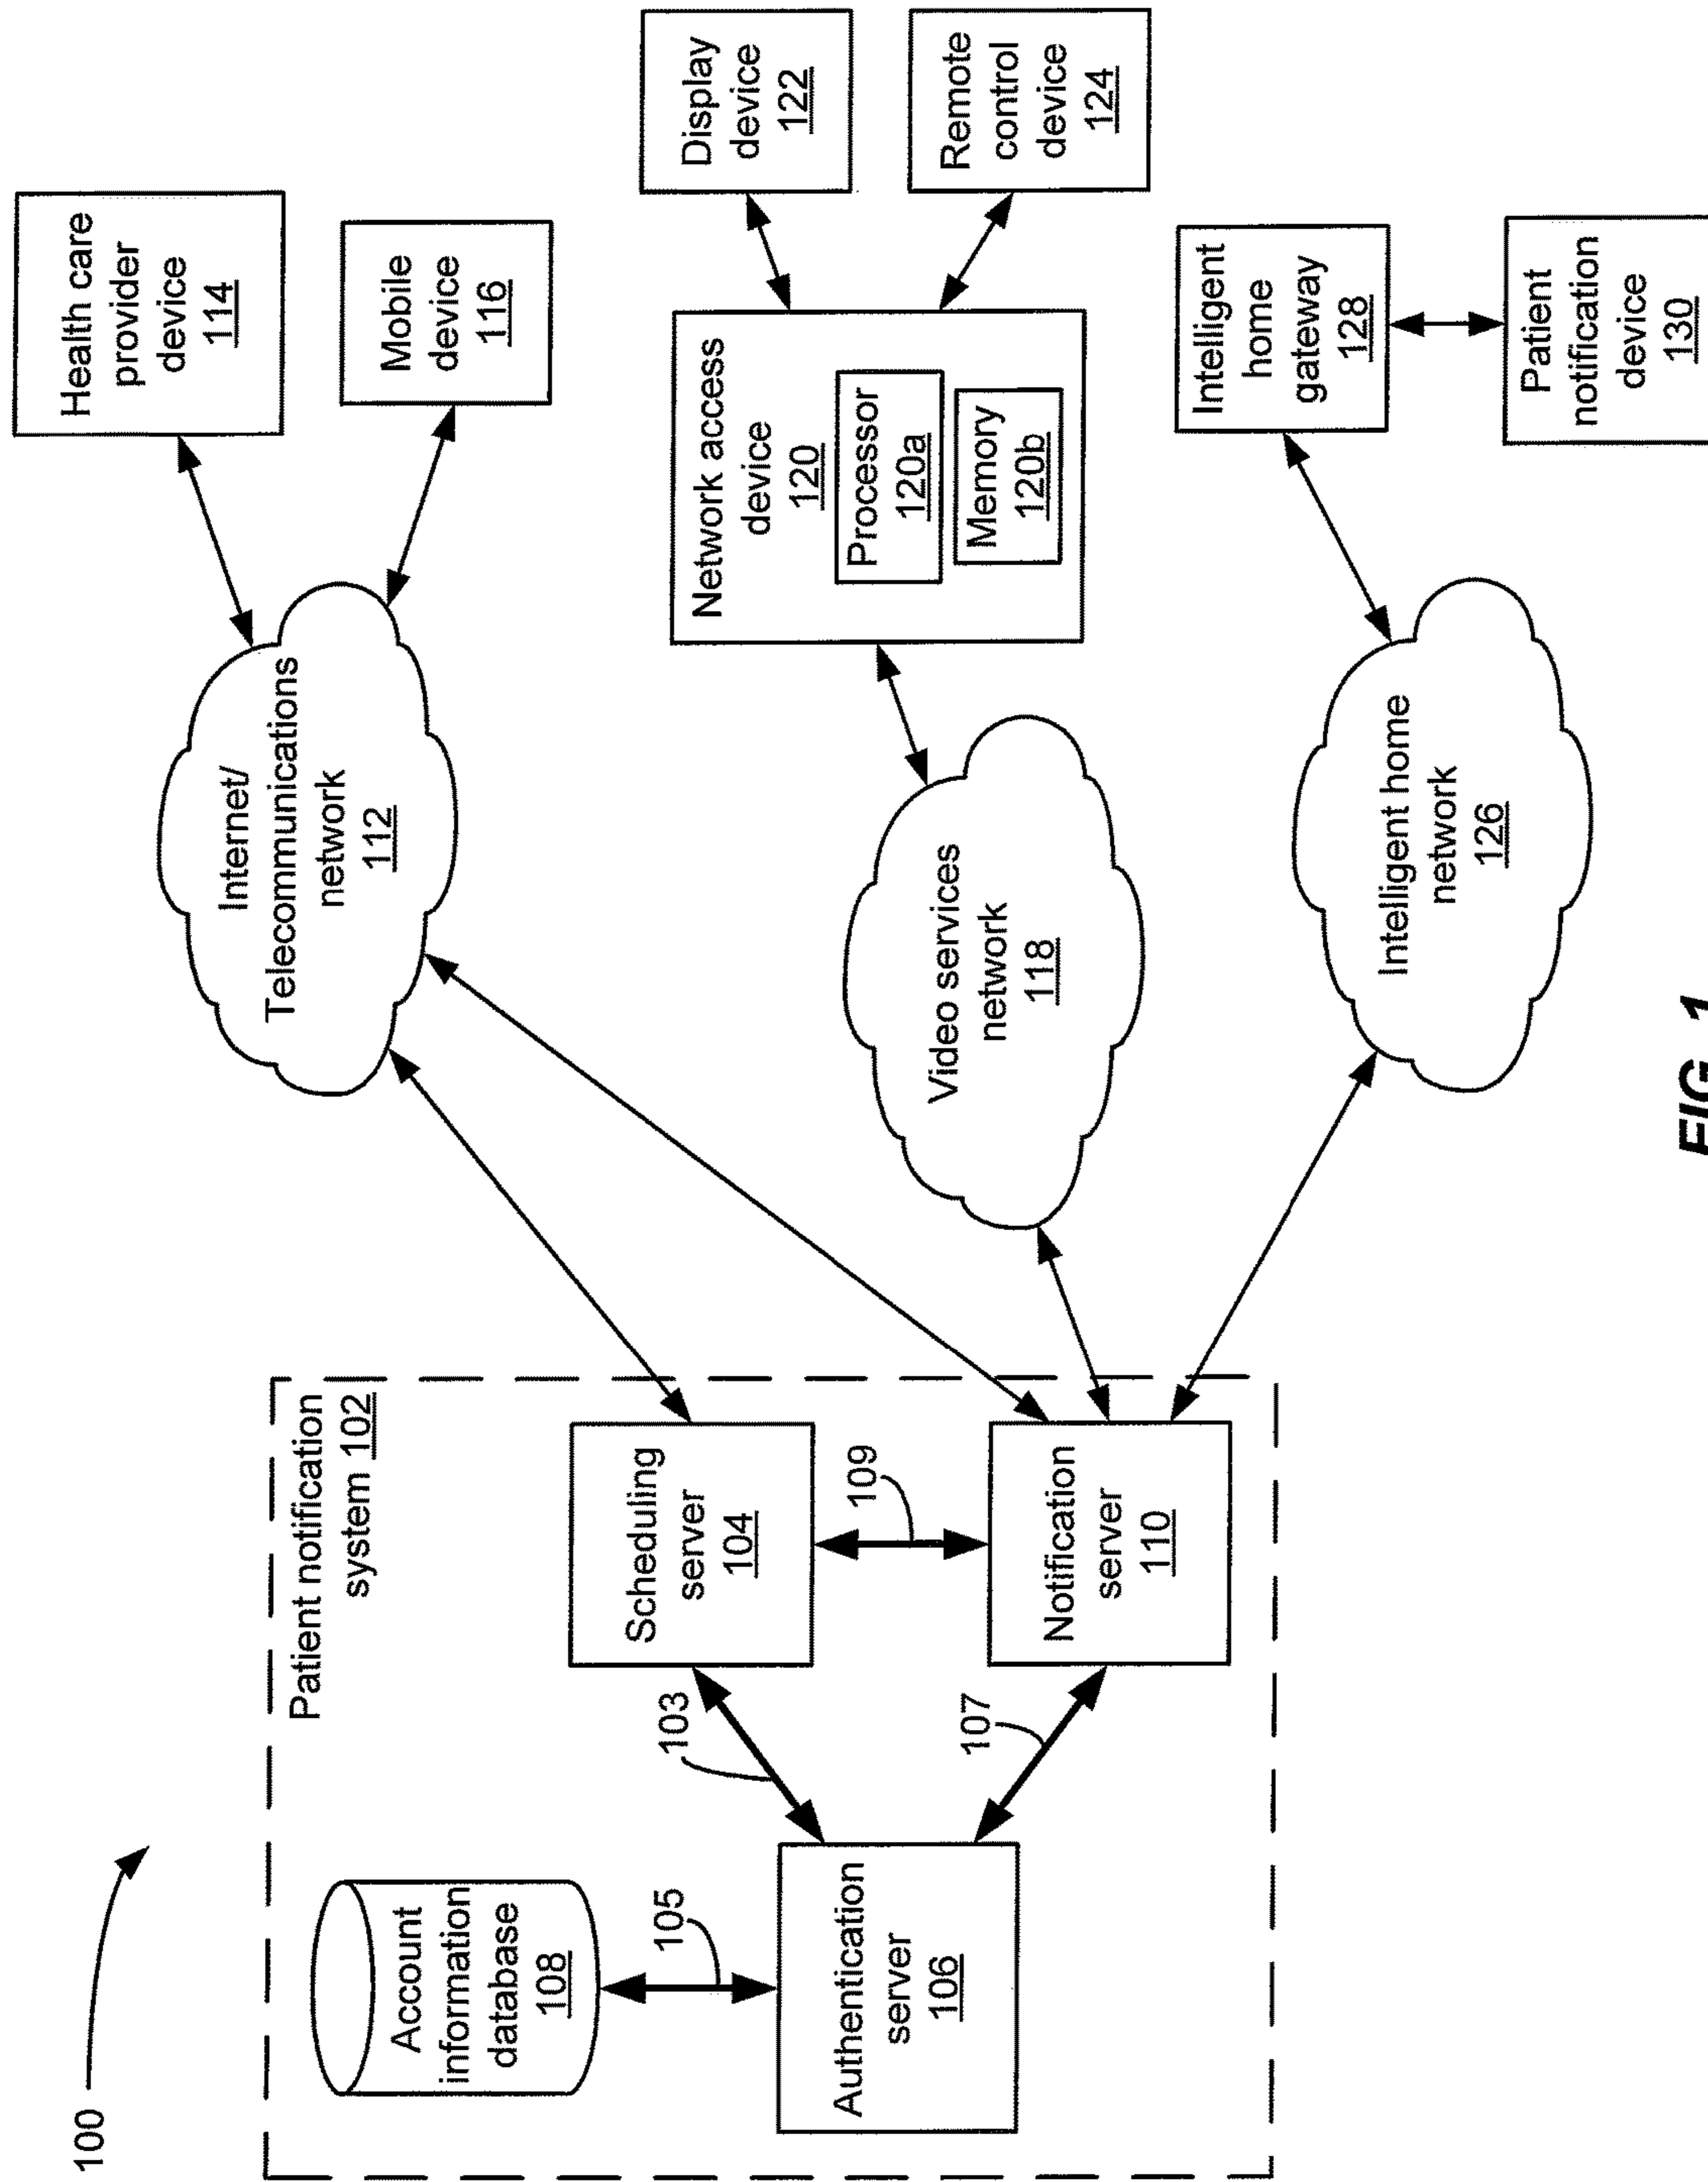 100
Patient notification
system 102
Account
information
database
108
105
Authentication
server
106
103
107
Scheduling
server
104
109
Notification
server
110
Internet/
Telecommunications
network
112
Video services
network
118
Intelligent home
network
126
Health care
provider
device
114
Mobile
device
116
Network access
device
120
Processor
120a
Memory
120b
Display
device
122
Remote
control
device
124
Intelligent
home
gateway
128
Patient
notification
device
130
FIG. 1